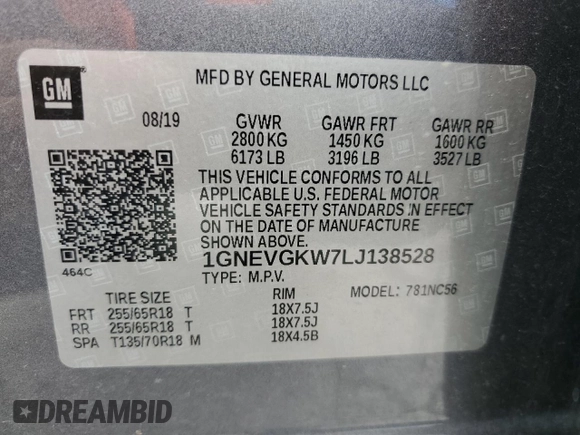 GM
MFD BY GENERAL MOTORS LLC
08/19 GVWR GAWR FRT GAWR RR
2800 KG 1450 KG 1600 KG
6173 LB 3196 LB 3527 LB
THIS VEHICLE CONFORMS TO ALL
APPLICABLE U.S. FEDERAL MOTOR
VEHICLE SAFETY STANDARDS IN EFFECT
ON THE DATE OF MANUFACTURE
SHOWN ABOVE.
464C
1GNEVGKW7LJ138528
TYPE: M.P.V.
TIRE SIZE RIM MODEL: 781NC56
FRT 255/65R18 T 18X7.5J
RR 255/65R18 T 18X7.5J
SPA T135/70R18 M 18X4.5B
DREAMBID